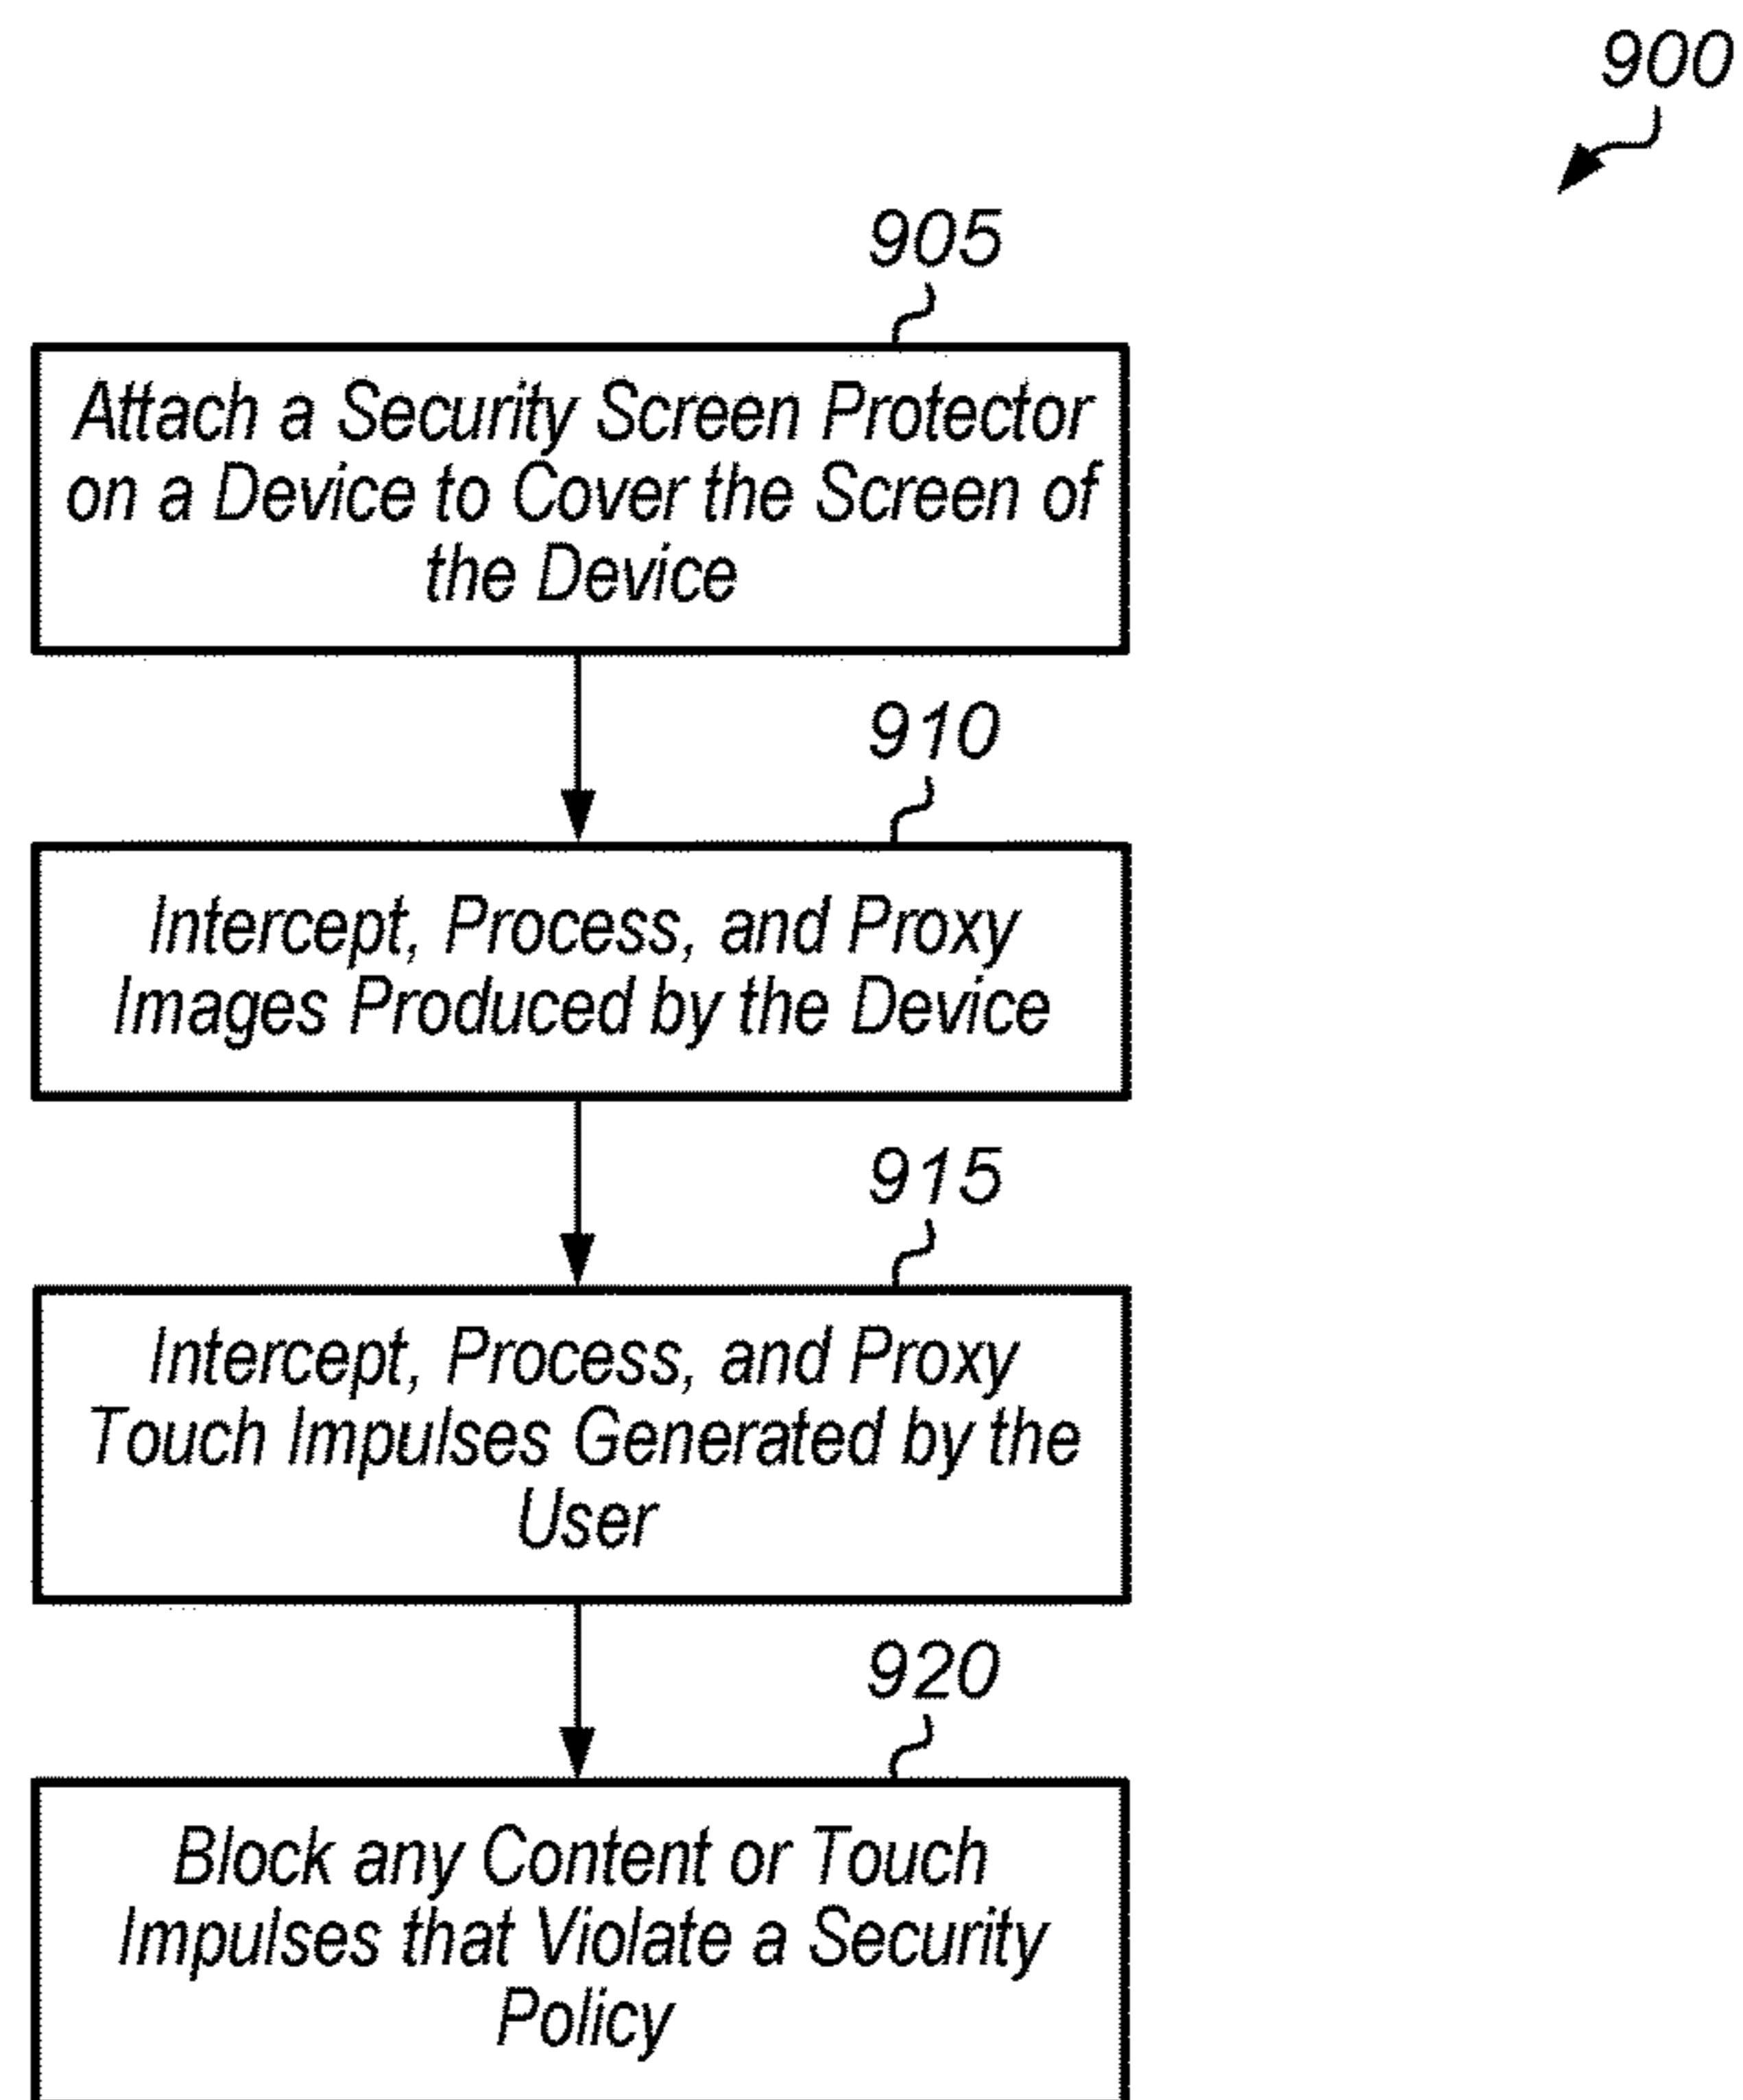 900
905
Attach a Security Screen Protector
on a Device to Cover the Screen of
the Device
910
Intercept, Process, and Proxy
Images Produced by the Device
915
Intercept, Process, and Proxy
Touch Impulses Generated by the
User
920
Block any Content or Touch
Impulses that Violate a Security
Policy